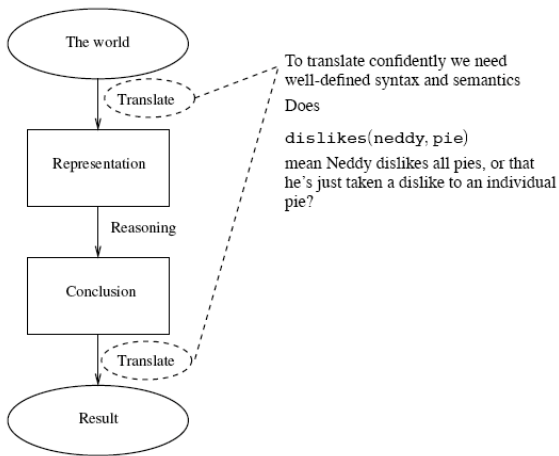 The world
Translate
Representation
Reasoning
Conclusion
Translate
Result
To translate confidently we need
well-defined syntax and semantics
Does
dislikes(neddy, pie)
mean Neddy dislikes all pies, or that
he's just taken a dislike to an individual
pie?